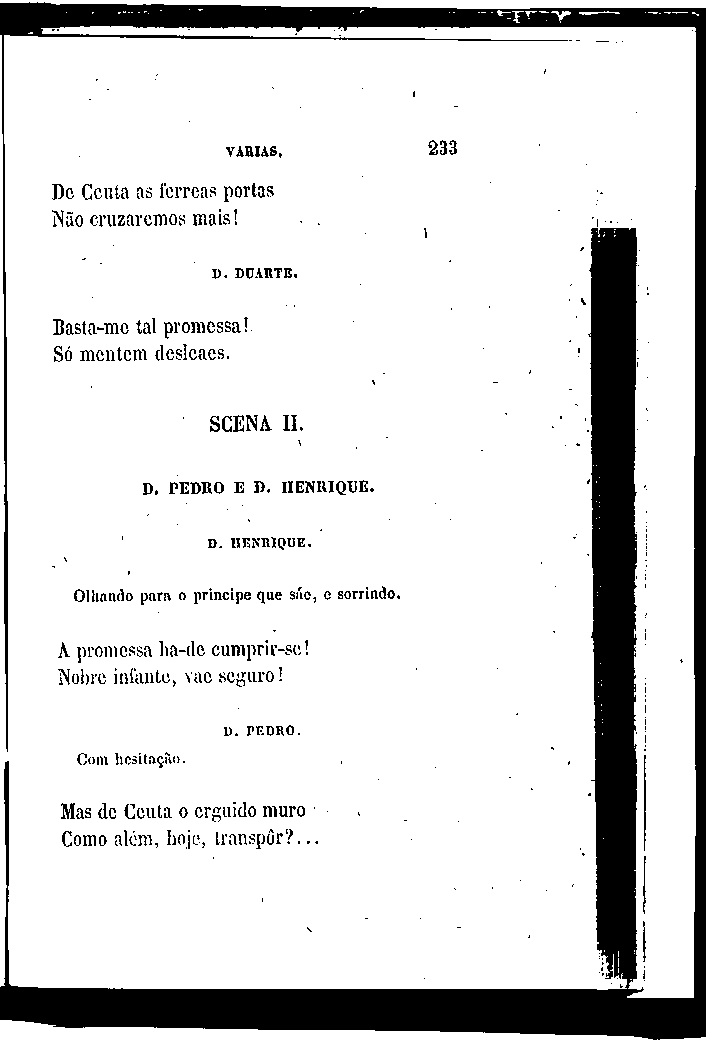 VARIAS. 233
De Ceuta as ferreas portas
Não cruzaremos mais!
D. DUARTE.
Basta-me tal promessa!
Só mentem desleaes.
SCENA II.
D. PEDRO E D. HENRIQUE.
D. HENRIQUE.
Olhando para o principe que sáe, e sorrindo.
A promessa ha-de cumprir-se!
Nobre infante, vae seguro!
D. PEDRO.
Com hesitação.
Mas de Ceuta o erguido muro
Como além, hoje, transpôr?...